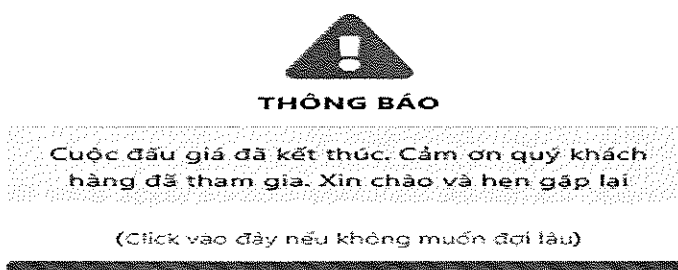 THÔNG BÁO
Cuộc đấu giá đã kết thúc. Cảm ơn quý khách
hàng đã tham gia. Xin chào và hẹn gặp lại
(Click vào đây nếu không muốn đợi lâu)